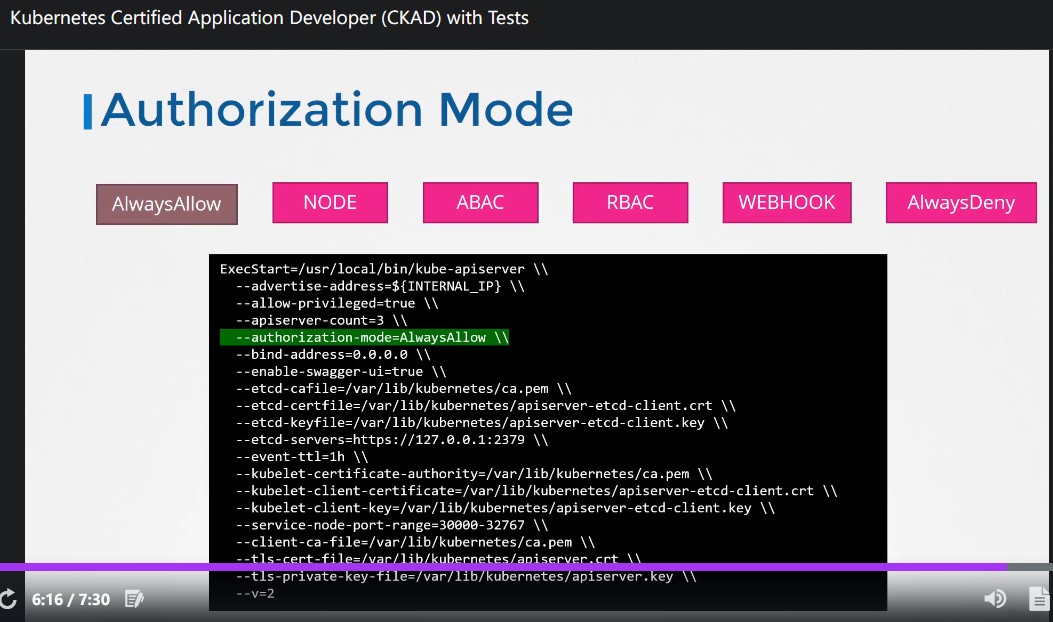 Kubernetes Certified Application Developer (CKAD) with Tests
Authorization Mode
AlwaysAllow NODE ABAC RBAC WEBHOOK AlwaysDeny
ExecStart=/usr/local/bin/kube-apiserver \\
--advertise-address=${INTERNAL_IP} \\
--allow-privileged=true \\
--apiserver-count=3 \\
--authorization-mode=AlwaysAllow \\
--bind-address=0.0.0.0 \\
--enable-swagger-ui=true \\
--etcd-cafile=/var/lib/kubernetes/ca.pem \\
--etcd-certfile=/var/lib/kubernetes/apiserver-etcd-client.crt \\
--etcd-keyfile=/var/lib/kubernetes/apiserver-etcd-client.key \\
--etcd-servers=https://127.0.0.1:2379 \\
--event-ttl=1h \\
--kubelet-certificate-authority=/var/lib/kubernetes/ca.pem \\
--kubelet-client-certificate=/var/lib/kubernetes/apiserver-etcd-client.crt \\
--kubelet-client-key=/var/lib/kubernetes/apiserver-etcd-client.key \\
--service-node-port-range=30000-32767 \\
--client-ca-file=/var/lib/kubernetes/ca.pem \\
--tls-cert-file=/var/lib/kubernetes/apiserver.crt \\
--tls-private-key-file=/var/lib/kubernetes/apiserver.key \\
--v=2
6:16 / 7:30